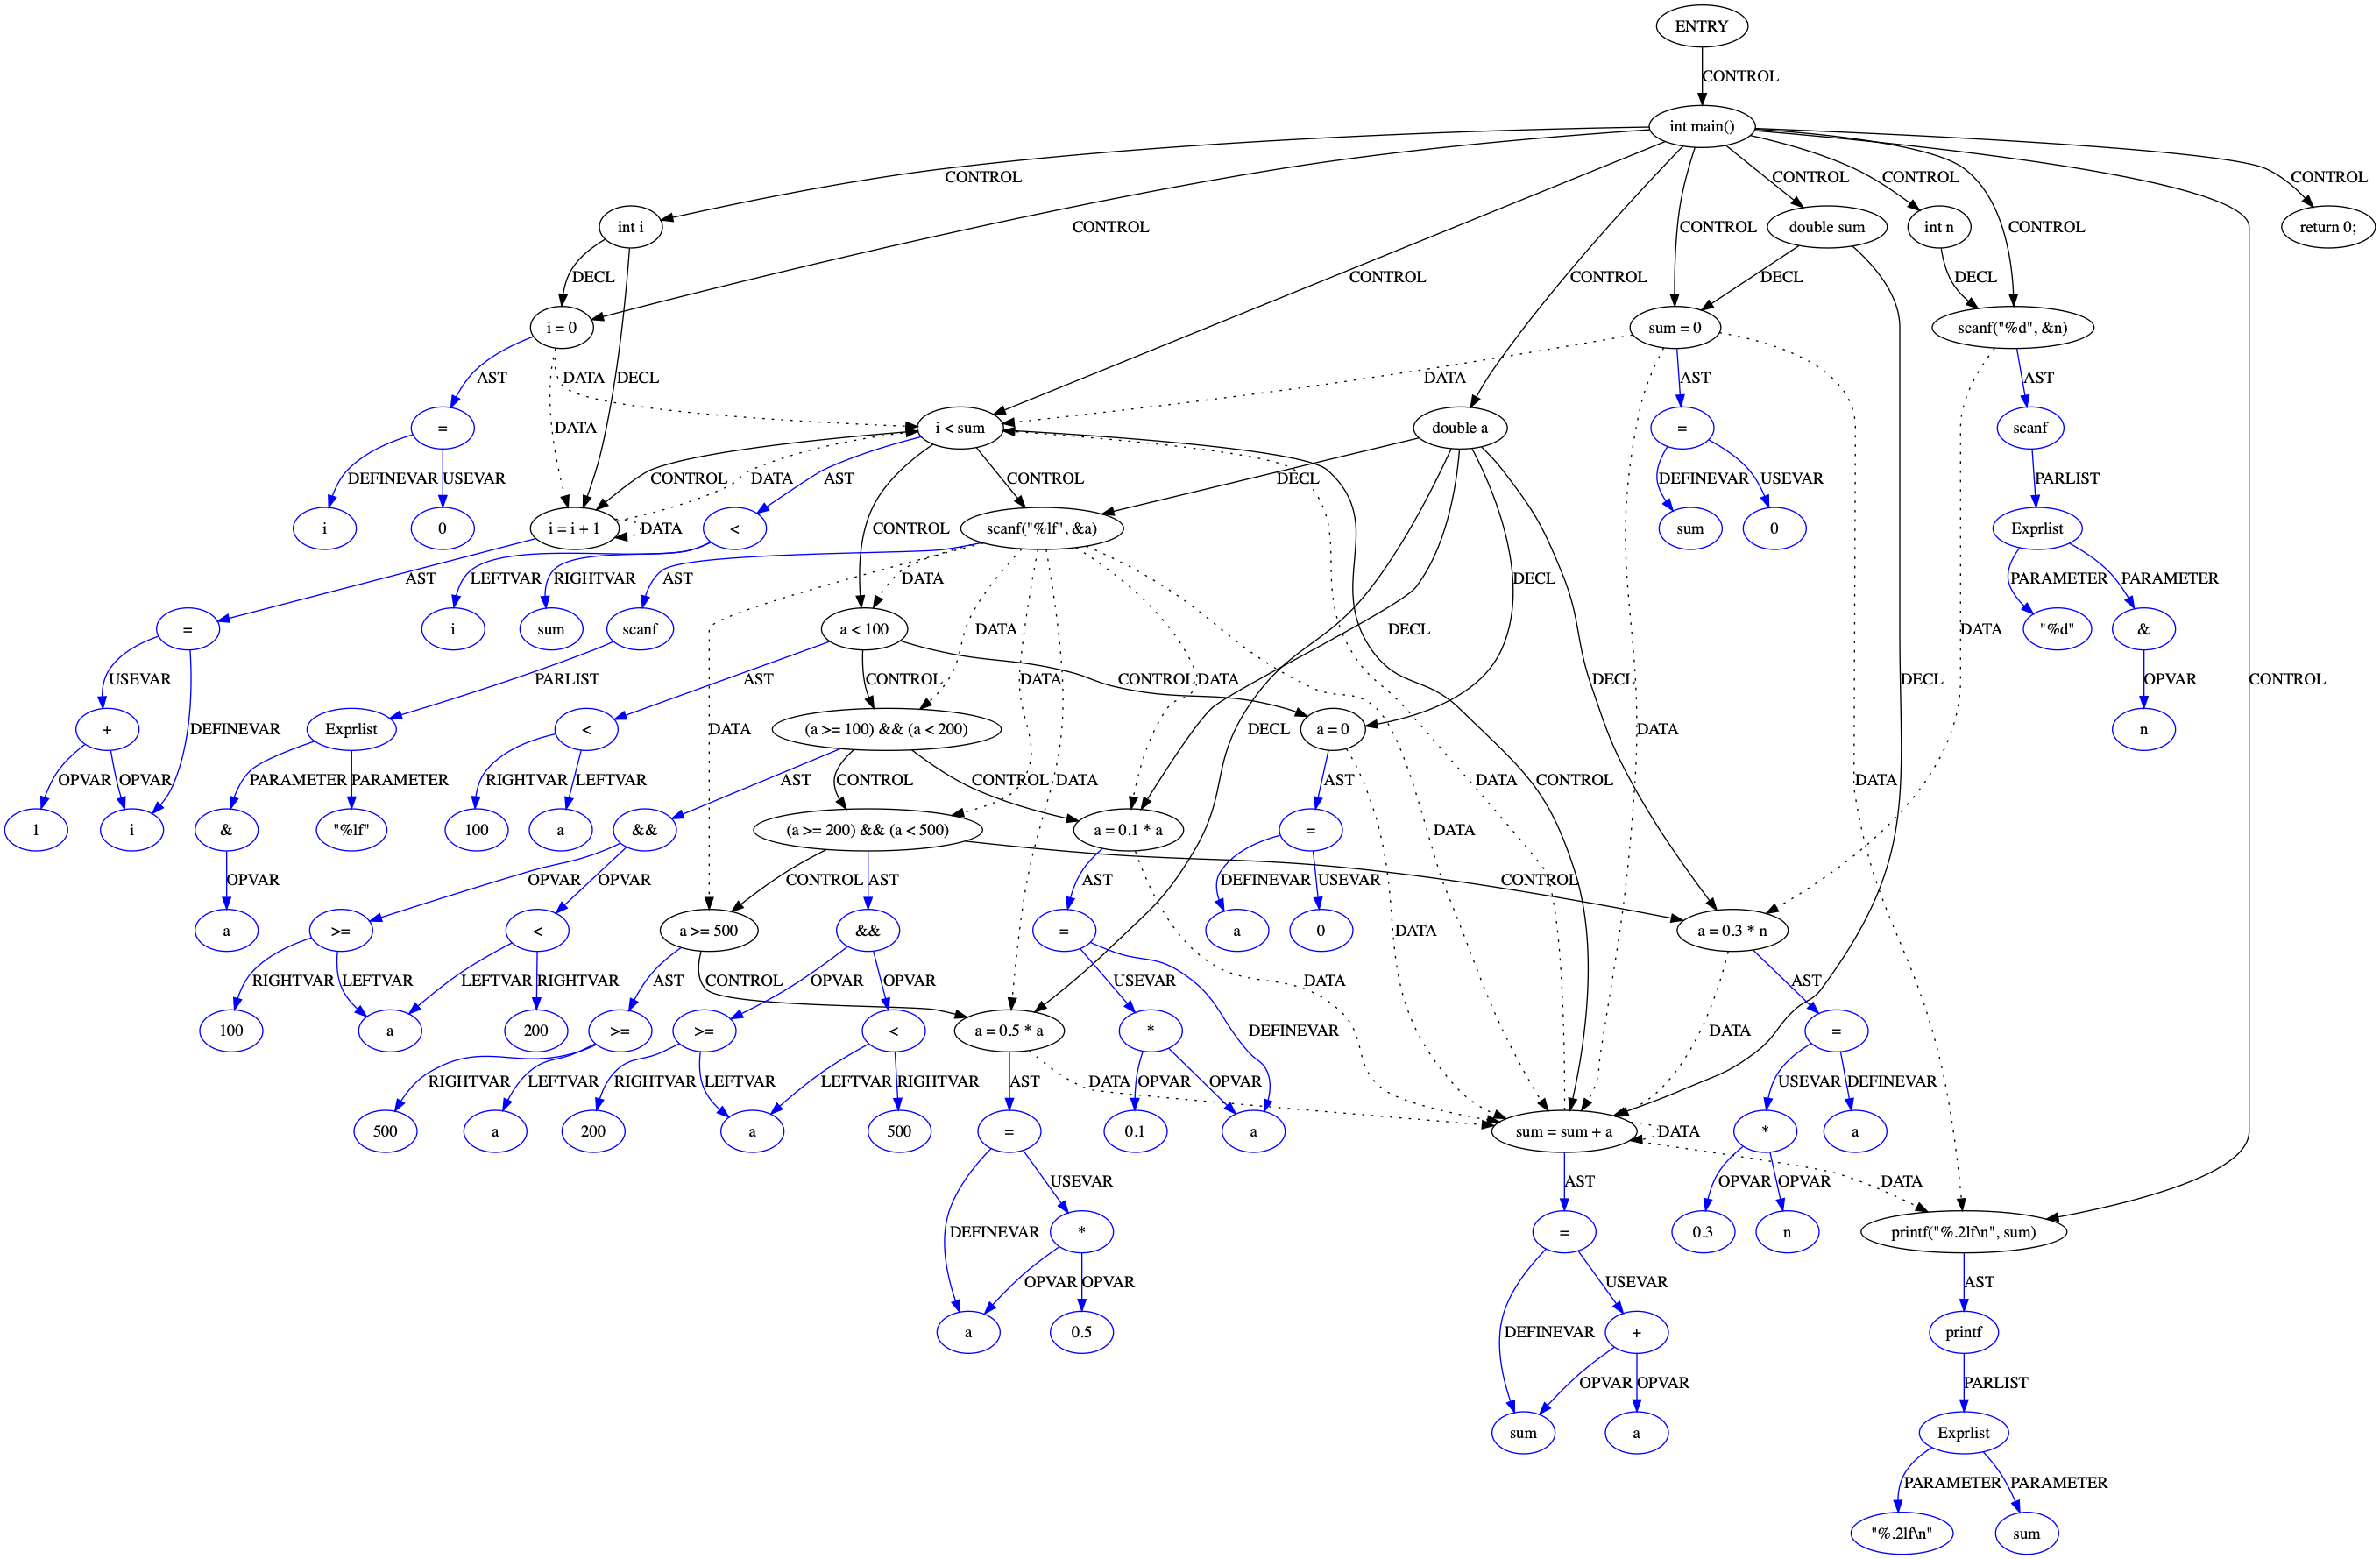 ENTRY
CONTROL
int main()
CONTROL CONTROL CONTROL
CONTROL
int i double sum int n return 0;
CONTROL CONTROL CONTROL
DECL CONTROL CONTROL DECL DECL
CONTROL
i = 0 sum = 0 scanf("%d", &n)
AST DATA DECL DATA AST AST
= i < sum double a = scanf
DATA
DEFINEVAR USEVAR CONTROL DATA AST CONTROL DECL DEFINEVAR USEVAR PARLIST
i 0 i = i + 1 DATA < scanf("%lf", &a) sum 0 Exprlist
CONTROL
AST LEFTVAR RIGHTVAR AST DATA DECL PARAMETER PARAMETER
= i sum scanf a < 100 DATA DECL "%d" & DATA
USEVAR PARLIST AST CONTROL DATA CONTROL DATA DECL DECL OPVAR CONTROL
+ DEFINEVAR Exprlist < DATA (a >= 100) && (a < 200) DECL a = 0 DATA n
OPVAR OPVAR PARAMETER PARAMETER RIGHTVAR LEFTVAR AST CONTROL CONTROL DATA AST DATA CONTROL DATA
1 i & "%lf" 100 a && (a >= 200) && (a < 500) a = 0.1 * a = DATA
OPVAR OPVAR OPVAR CONTROL AST AST DEFINEVAR USEVAR CONTROL
a >= < a >= 500 && = a 0 DATA a = 0.3 * n
RIGHTVAR LEFTVAR LEFTVAR RIGHTVAR AST CONTROL OPVAR OPVAR USEVAR DATA AST
100 a 200 >= >= < a = 0.5 * a * DEFINEVAR DATA =
RIGHTVAR LEFTVAR RIGHTVAR LEFTVAR LEFTVAR RIGHTVAR AST DATA OPVAR OPVAR USEVAR DEFINEVAR
500 a 200 a 500 = 0.1 a sum = sum + a DATA * a
USEVAR AST OPVAR OPVAR DATA
DEFINEVAR * = 0.3 n printf("%.2lf\n", sum)
OPVAR OPVAR USEVAR AST
a 0.5 DEFINEVAR + printf
OPVAR OPVAR PARLIST
sum a Exprlist
PARAMETER PARAMETER
"%.2lf\n" sum